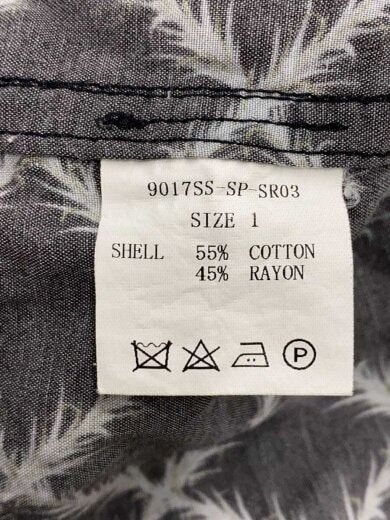 9017SS-SP-SR03
SIZE 1
SHELL 55% COTTON
45% RAYON
P